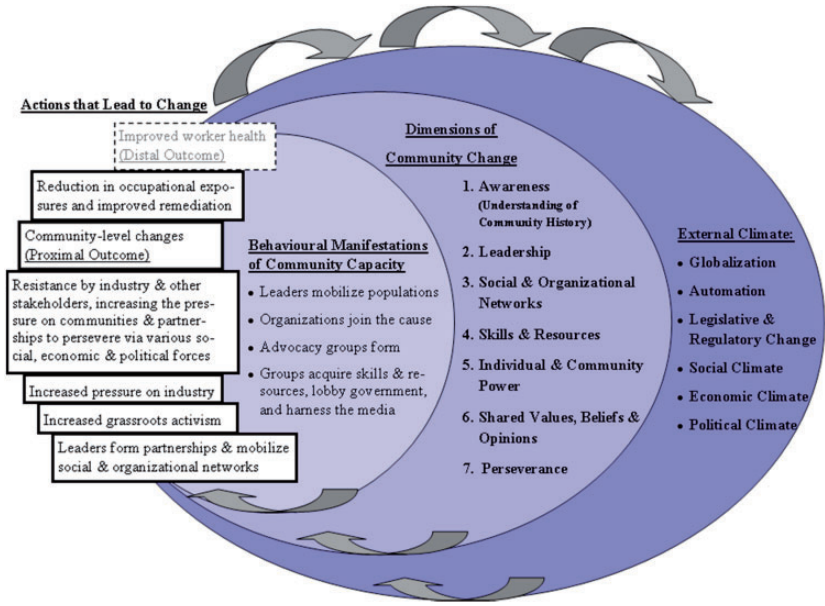 Actions that Lead to Change
Improved worker health
(Distal Outcome)
Reduction in occupational expo-
sures and improved remediation
Community-level changes
(Proximal Outcome)
Resistance by industry & other
stakeholders, increasing the pres-
sure on communities & partner-
ships to persevere via various so-
cial, economic & political forces
Increased pressure on industry
Increased grassroots activism
Leaders form partnerships & mobilize
social & organizational networks
Behavioural Manifestations
of Community Capacity
• Leaders mobilize populations
• Organizations join the cause
• Advocacy groups form
• Groups acquire skills & re-
sources, lobby government,
and harness the media
Dimensions of
Community Change
1. Awareness
(Understanding of
Community History)
2. Leadership
3. Social & Organizational
Networks
4. Skills & Resources
5. Individual & Community
Power
6. Shared Values, Beliefs &
Opinions
7. Perseverance
External Climate:
• Globalization
• Automation
• Legislative &
Regulatory Change
• Social Climate
• Economic Climate
• Political Climate